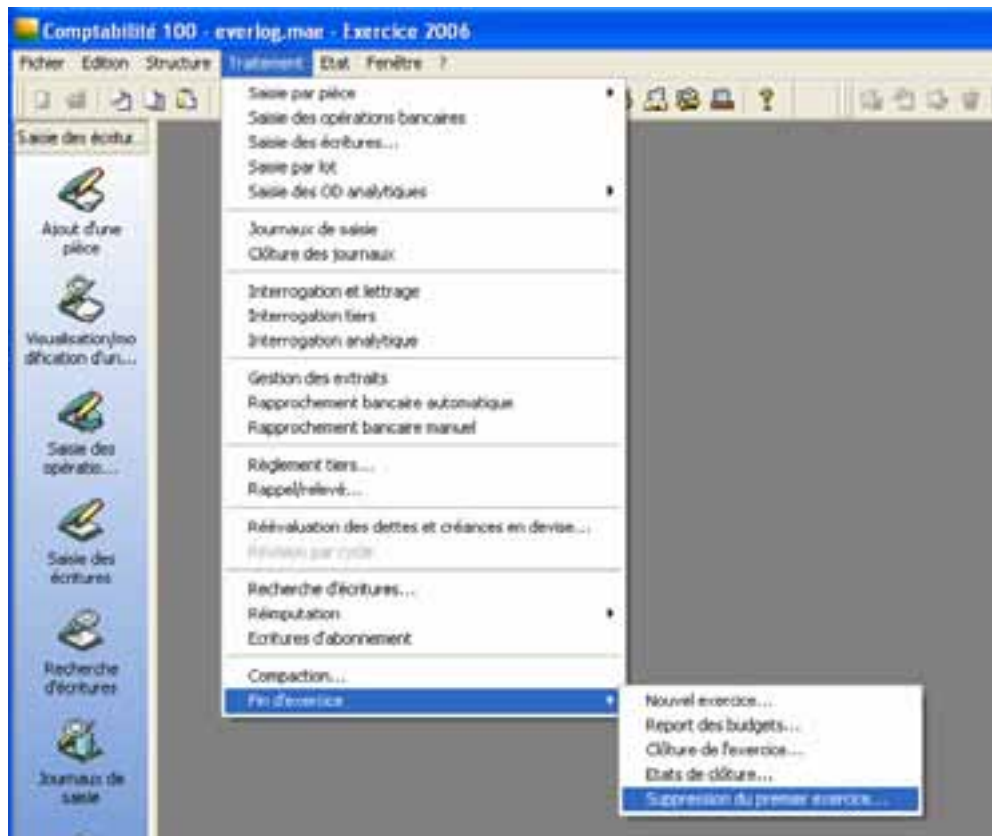 Comptabilité 100 - everlog.mae - Exercice 2006
Fichier Edition Structure Traitement Etat Fenêtre ?
Saisie des écritur...
Ajout d'une
pièce
Visualisation/mo
dification d'un...
Saisie des
opératio...
Saisie des
écritures
Recherche
d'écritures
Journaux de
saisie
Saisie par pièce
Saisie des opérations bancaires
Saisie des écritures...
Saisie par lot
Saisie des OD analytiques
Journaux de saisie
Clôture des journaux
Interrogation et lettrage
Interrogation tiers
Interrogation analytique
Gestion des extraits
Rapprochement bancaire automatique
Rapprochement bancaire manuel
Règlement tiers...
Rappel/relevé...
Réévaluation des dettes et créances en devise...
Révision par cycle
Recherche d'écritures...
Réimputation
Ecritures d'abonnement
Compaction...
Fin d'exercice
Nouvel exercice...
Report des budgets...
Clôture de l'exercice...
Etats de clôture...
Suppression du premier exercice...